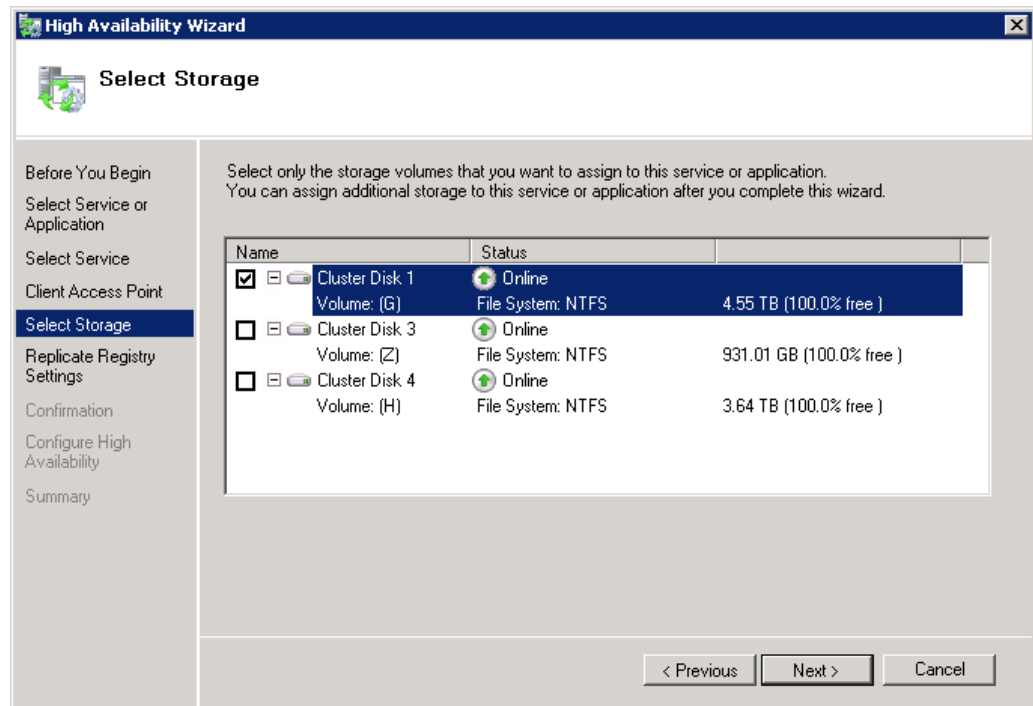 High Availability Wizard
Select Storage
Before You Begin
Select Service or
Application
Select Service
Client Access Point
Select Storage
Replicate Registry
Settings
Confirmation
Configure High
Availability
Summary
Select only the storage volumes that you want to assign to this service or application.
You can assign additional storage to this service or application after you complete this wizard.
Name Status
Cluster Disk 1 Online
Volume: (G) File System: NTFS 4.55 TB (100.0% free )
Cluster Disk 3 Online
Volume: (Z) File System: NTFS 931.01 GB (100.0% free )
Cluster Disk 4 Online
Volume: (H) File System: NTFS 3.64 TB (100.0% free )
< Previous Next > Cancel